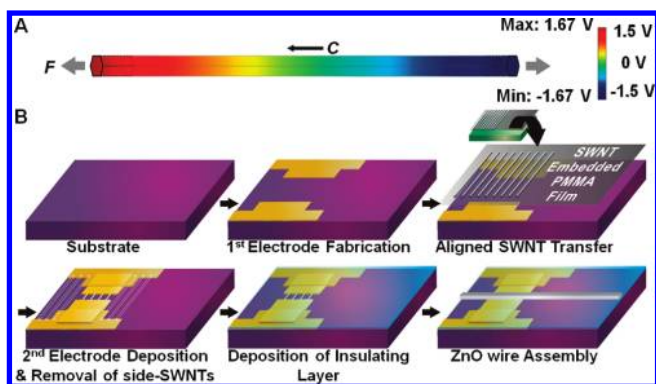 A
Max: 1.67 V
1.5 V
F
C
0 V
Min: -1.67 V
-1.5 V
B
SWNT
Embedded
PMMA
Film
Substrate
1st Electrode Fabrication
Aligned SWNT Transfer
2nd Electrode Deposition
& Removal of side-SWNTs
Deposition of Insulating
Layer
ZnO wire Assembly